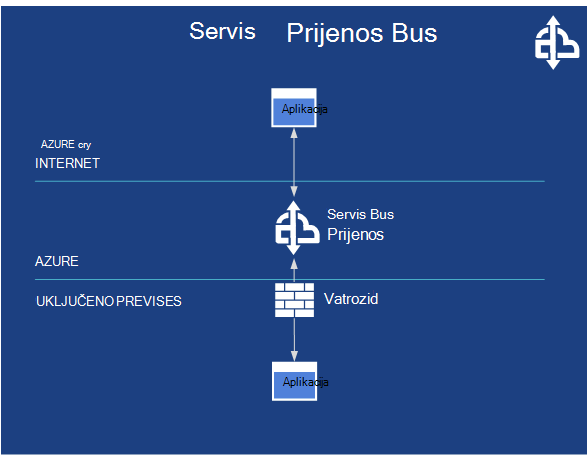 Servis Prijenos Bus
Aplikacija
AZURE cry
INTERNET
Servis Bus
Prijenos
AZURE
UKLJUČENO PREVISES
Vatrozid
Aplikacija